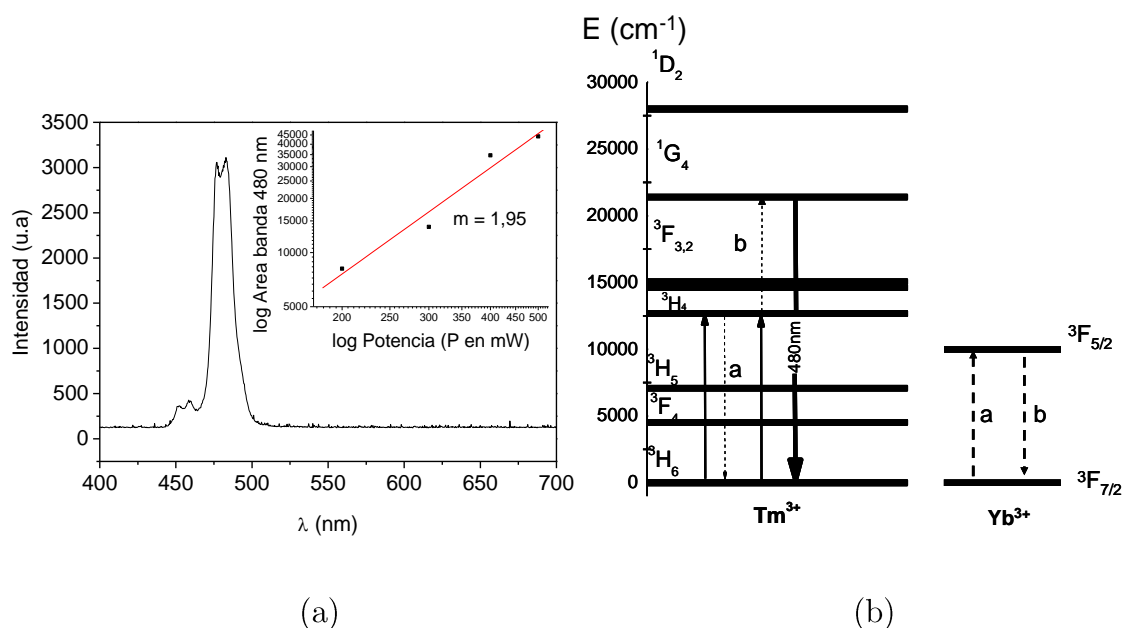 3500
3000
2500
2000
1500
1000
500
0
Intensidad (u.a)
400 450 500 550 600 650 700
λ (nm)
45000
40000
35000
30000
25000
20000
15000
10000
5000
log Area banda 480 nm
m = 1,95
200 250 300 350 400 450 500
log Potencia (P en mW)
(a)
E (cm⁻¹)
30000
25000
20000
15000
10000
5000
0
¹D₂
¹G₄
³F₃,₂
³H₄
³H₅
³F₄
³H₆
b
a
480nm
Tm³⁺
³F₅/₂
a
b
³F₇/₂
Yb³⁺
(b)